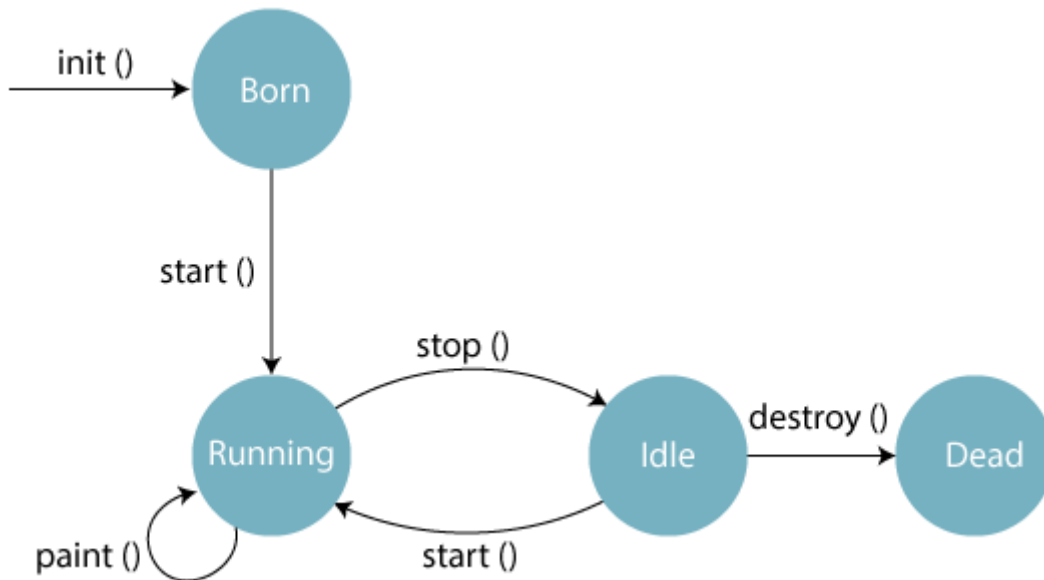 init ()
Born
start ()
stop ()
destroy ()
Running
Idle
Dead
paint ()
start ()